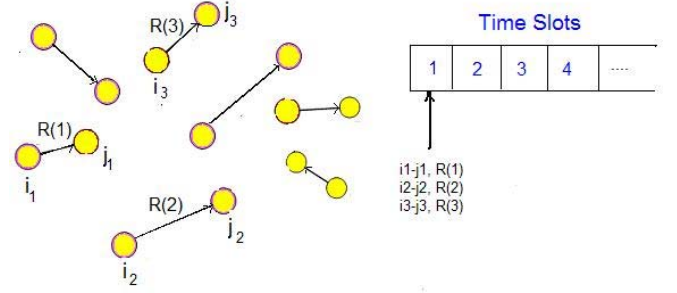 R(3)
j3
i3
R(1)
j1
i1
R(2)
j2
i2
Time Slots
1 2 3 4 ....
i1-j1, R(1)
i2-j2, R(2)
i3-j3, R(3)